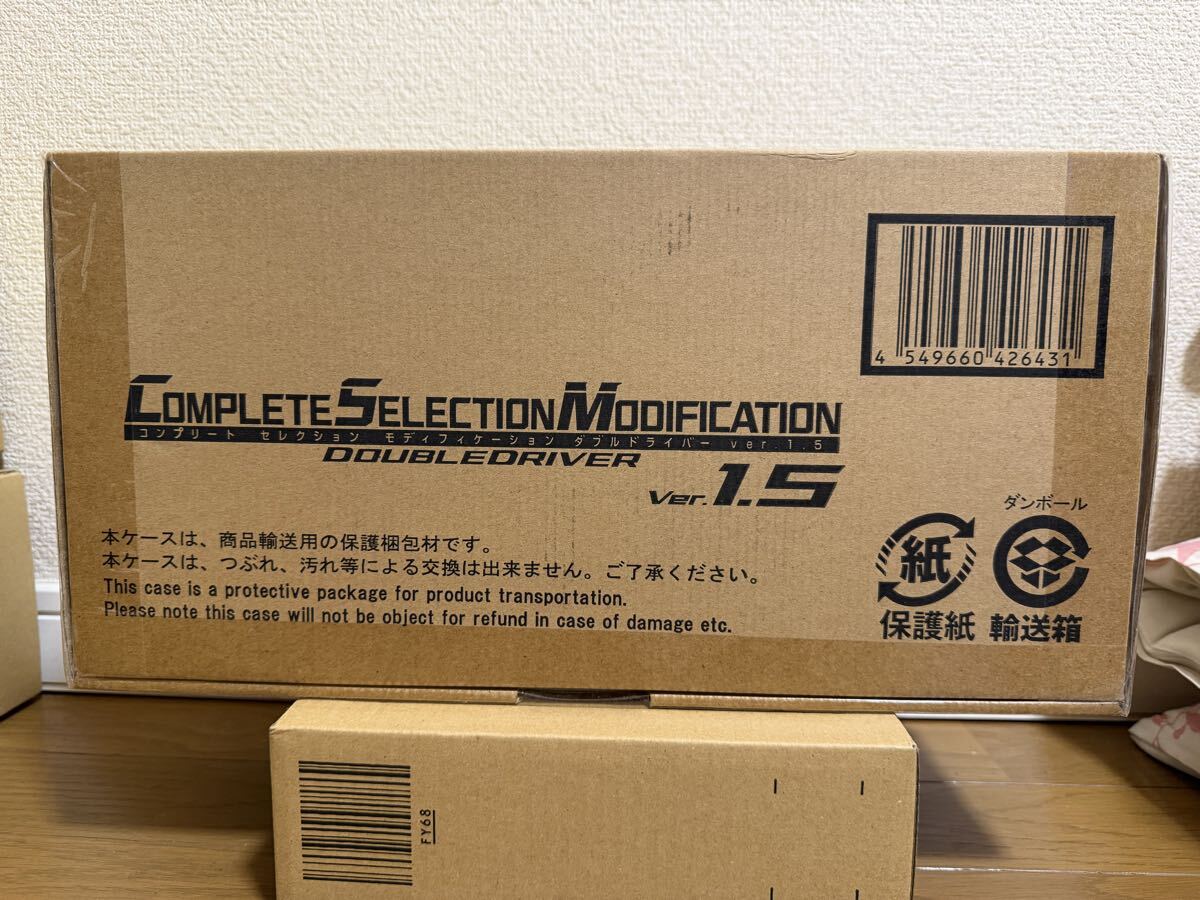 4 549660 426431
COMPLETE SELECTION MODIFICATION
コンプリート セレクション モディフィケーション ダブルドライバー ver.1.5
DOUBLEDRIVER
Ver.1.5
本ケースは、商品輸送用の保護梱包材です。
本ケースは、つぶれ、汚れ等による交換は出来ません。ご了承ください。
This case is a protective package for product transportation.
Please note this case will not be object for refund in case of damage etc.
ダンボール
紙
保護紙 輸送箱
FY68